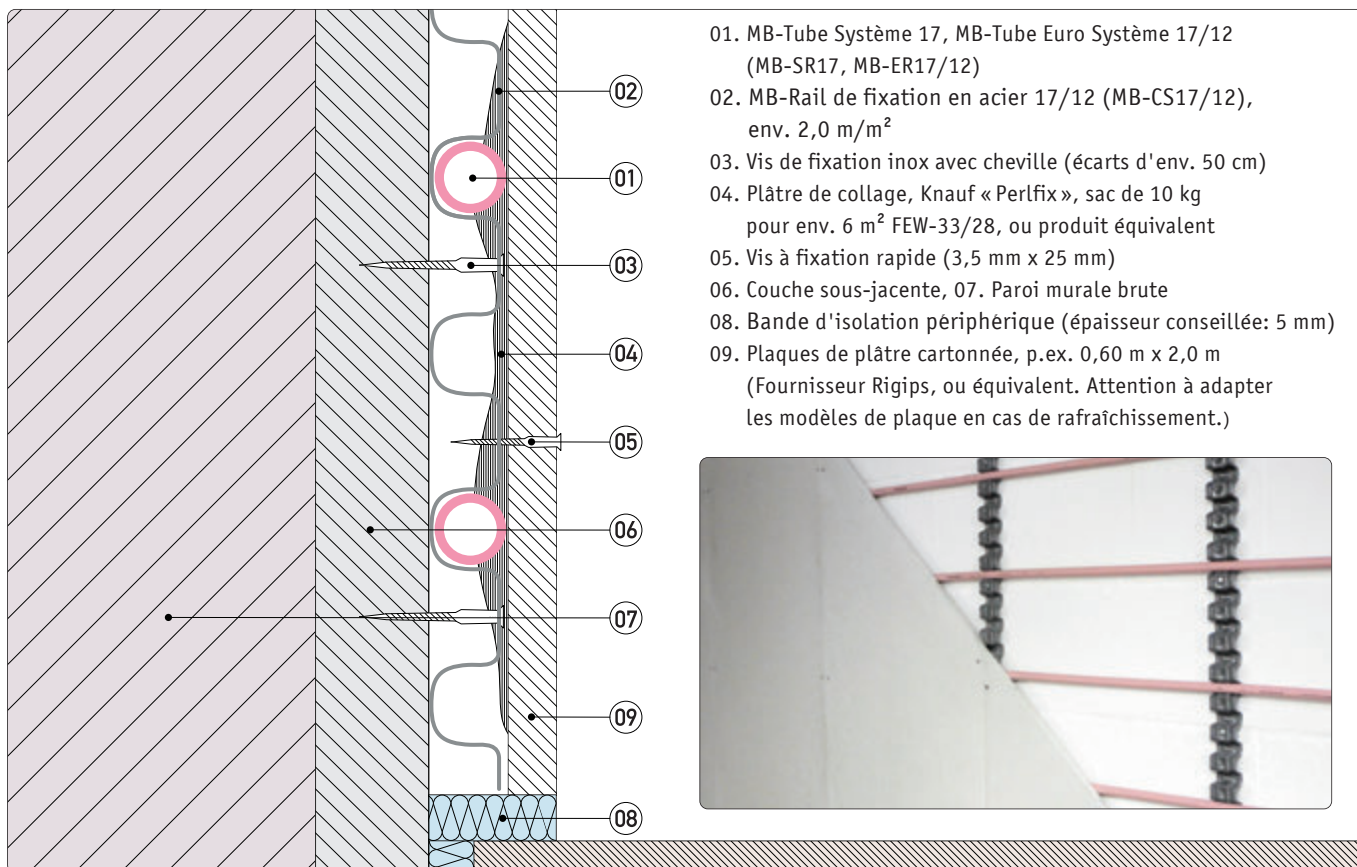 01. MB-Tube Système 17, MB-Tube Euro Système 17/12
(MB-SR17, MB-ER17/12)
02. MB-Rail de fixation en acier 17/12 (MB-CS17/12),
env. 2,0 m/m²
03. Vis de fixation inox avec cheville (écarts d'env. 50 cm)
04. Plâtre de collage, Knauf « Perlfix », sac de 10 kg
pour env. 6 m² FEW-33/28, ou produit équivalent
05. Vis à fixation rapide (3,5 mm x 25 mm)
06. Couche sous-jacente, 07. Paroi murale brute
08. Bande d'isolation périphérique (épaisseur conseillée: 5 mm)
09. Plaques de plâtre cartonnée, p.ex. 0,60 m x 2,0 m
(Fournisseur Rigips, ou équivalent. Attention à adapter
les modèles de plaque en cas de rafraîchissement.)
02
01
03
04
05
06
07
09
08